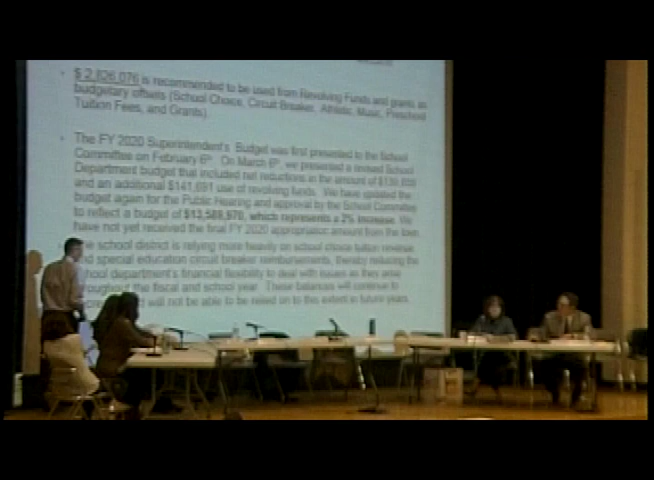 $ 2,826,076 is recommended to be used from Revolving Funds and grants as
budgetary offsets (School Choice, Circuit Breaker, Athletic, Music, Preschool
Tuition Fees, and Grants).
The FY 2020 Superintendent's Budget was first presented to the School
Committee on February 6th. On March 6th, we presented a revised School
Department budget that included net reductions in the amount of
and an additional $141,691 use of revolving funds. We have updated the
budget again for the Public Hearing and approval by the School Committee
to reflect a budget of $13,589,670, which represents a 2% increase. We
have not yet received the final FY 2020 appropriation amount from the town
school district is relying more heavily on school choice tuition revenue
special education circuit breaker reimbursements, thereby reducing the
hool department's financial flexibility to deal with issues as they arise
roughout the fiscal and school year. These balances will continue to
will not be able to be relied on to this extent in future years.